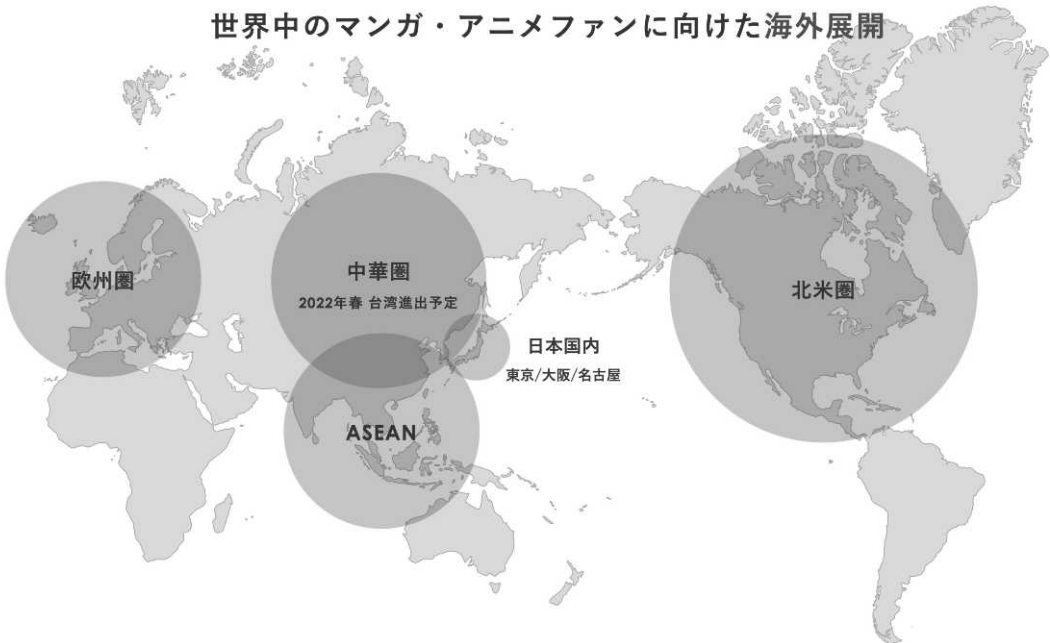 世界中のマンガ・アニメファンに向けた海外展開
欧州圏
中華圏
2022年春 台湾進出予定
日本国内
東京/大阪/名古屋
北米圏
ASEAN